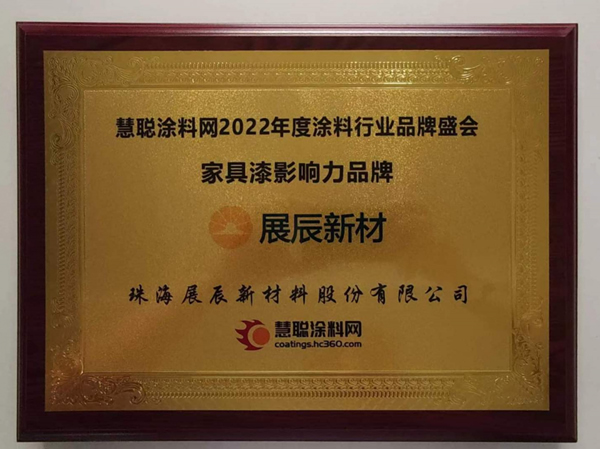 慧聪涂料网2022年度涂料行业品牌盛会
家具漆影响力品牌
展辰新材
珠海展辰新材料股份有限公司
慧聪涂料网
coatings.hc360.com